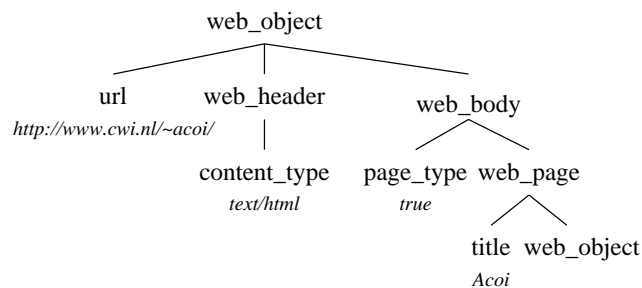 web_object
url web_header web_body
http://www.cwi.nl/~acoi/
content_type page_type web_page
text/html true
title web_object
Acoi